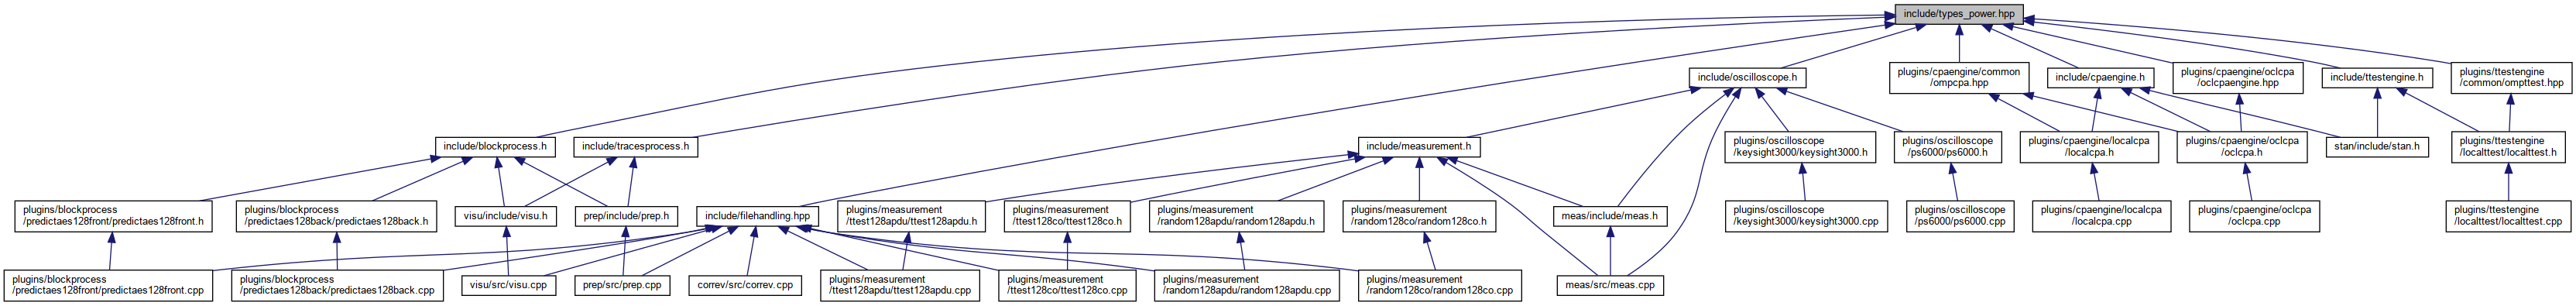 include/types_power.hpp
include/oscilloscope.h
plugins/cpaengine/common
/ompcpa.hpp
include/cpaengine.h
plugins/cpaengine/oclcpa
/oclcpaengine.hpp
include/ttestengine.h
plugins/ttestengine
/common/ompttest.hpp
include/blockprocess.h
include/tracesprocess.h
include/measurement.h
plugins/oscilloscope
/keysight3000/keysight3000.h
plugins/oscilloscope
/ps6000/ps6000.h
plugins/cpaengine/localcpa
/localcpa.h
plugins/cpaengine/oclcpa
/oclcpa.h
stan/include/stan.h
plugins/ttestengine
/localttest/localttest.h
plugins/blockprocess
/predictaes128front/predictaes128front.h
plugins/blockprocess
/predictaes128back/predictaes128back.h
visu/include/visu.h
prep/include/prep.h
include/filehandling.hpp
plugins/measurement
/ttest128apdu/ttest128apdu.h
plugins/measurement
/ttest128co/ttest128co.h
plugins/measurement
/random128apdu/random128apdu.h
plugins/measurement
/random128co/random128co.h
meas/include/meas.h
plugins/oscilloscope
/keysight3000/keysight3000.cpp
plugins/oscilloscope
/ps6000/ps6000.cpp
plugins/cpaengine/localcpa
/localcpa.cpp
plugins/cpaengine/oclcpa
/oclcpa.cpp
plugins/ttestengine
/localttest/localttest.cpp
plugins/blockprocess
/predictaes128front/predictaes128front.cpp
plugins/blockprocess
/predictaes128back/predictaes128back.cpp
visu/src/visu.cpp
prep/src/prep.cpp
correv/src/correv.cpp
plugins/measurement
/ttest128apdu/ttest128apdu.cpp
plugins/measurement
/ttest128co/ttest128co.cpp
plugins/measurement
/random128apdu/random128apdu.cpp
plugins/measurement
/random128co/random128co.cpp
meas/src/meas.cpp